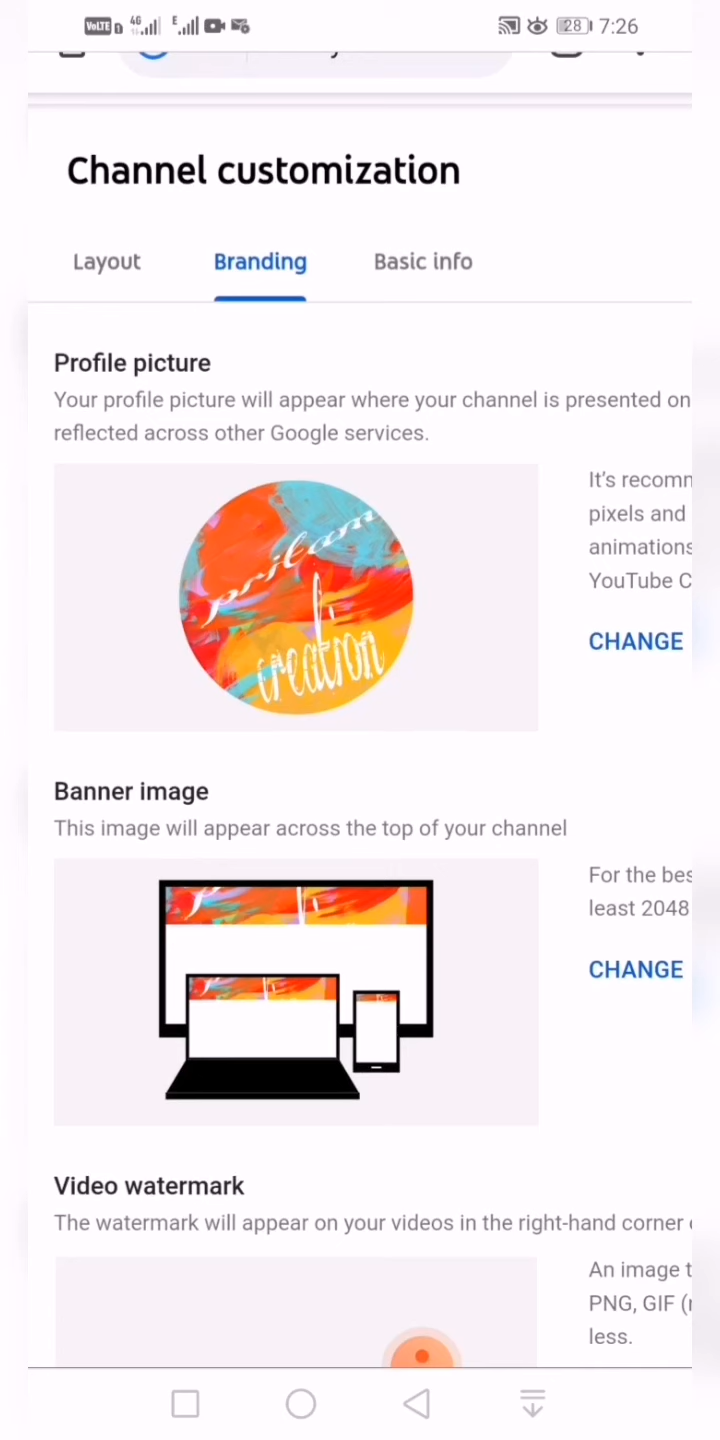 VoLTE 4G E 28 7:26
Channel customization
Layout Branding Basic info
Profile picture
Your profile picture will appear where your channel is presented on
reflected across other Google services.
It's recomm
pixels and
animations
YouTube C
CHANGE
pritam
creation
Banner image
This image will appear across the top of your channel
For the bes
least 2048
CHANGE
Video watermark
The watermark will appear on your videos in the right-hand corner
An image t
PNG, GIF (
less.